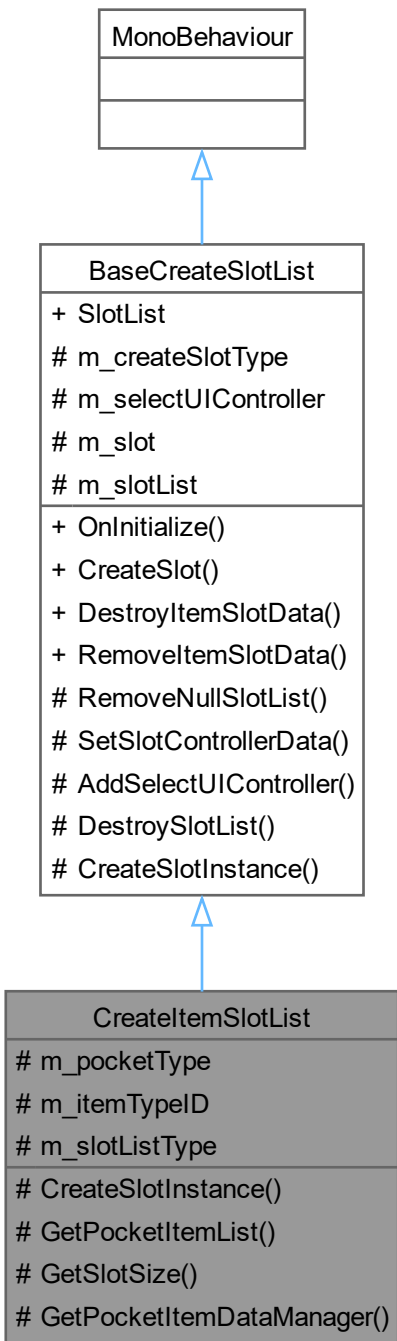 MonoBehaviour
BaseCreateSlotList
+ SlotList
# m_createSlotType
# m_selectUIController
# m_slot
# m_slotList
+ OnInitialize()
+ CreateSlot()
+ DestroyItemSlotData()
+ RemoveItemSlotData()
# RemoveNullSlotList()
# SetSlotControllerData()
# AddSelectUIController()
# DestroySlotList()
# CreateSlotInstance()
CreateItemSlotList
# m_pocketType
# m_itemTypeID
# m_slotListType
# CreateSlotInstance()
# GetPocketItemList()
# GetSlotSize()
# GetPocketItemDataManager()